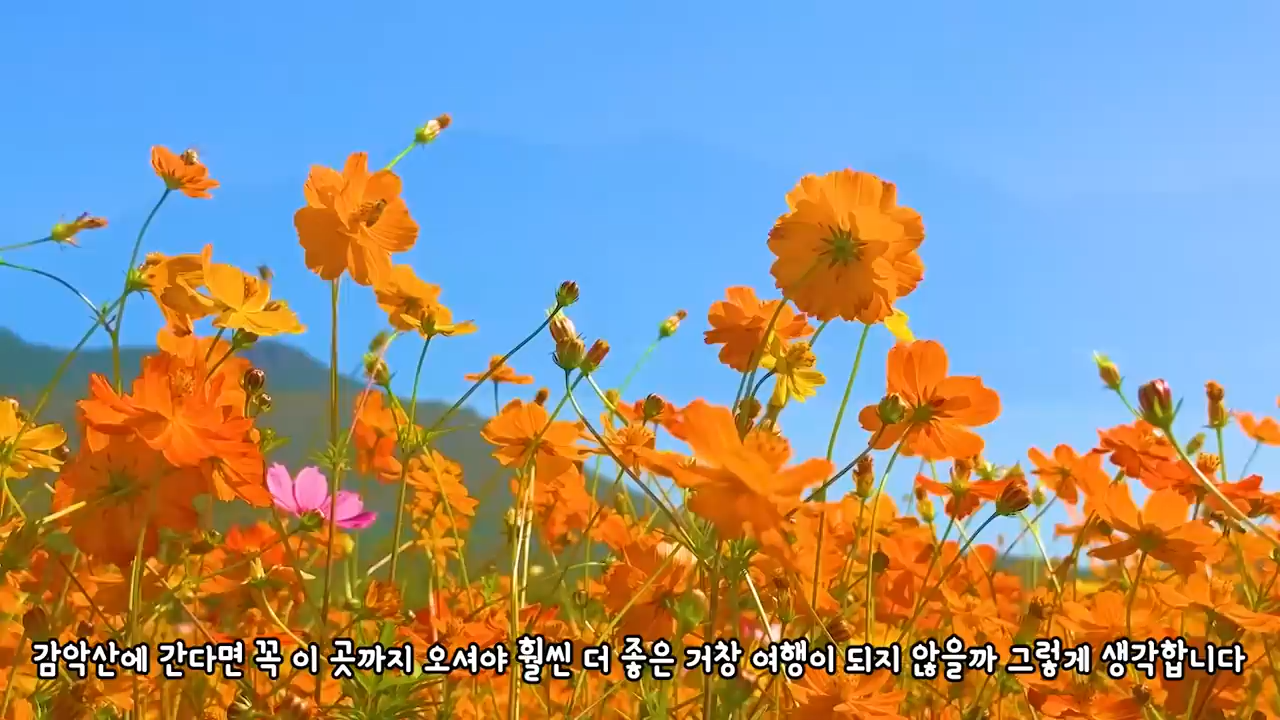 감악산에 간다면 꼭 이 곳까지 오셔야 훨씬 더 좋은 거창 여행이 되지 않을까 그렇게 생각합니다